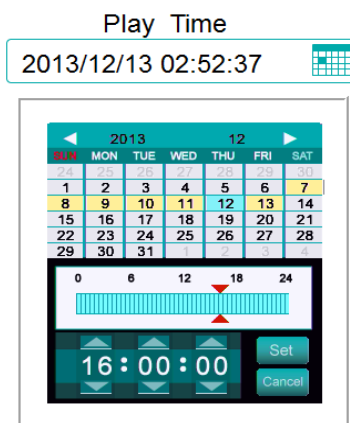 Play Time
2013/12/13 02:52:37
2013 12
SUN MON TUE WED THU FRI SAT
24 25 26 27 28 29 30
1 2 3 4 5 6 7
8 9 10 11 12 13 14
15 16 17 18 19 20 21
22 23 24 25 26 27 28
29 30 31 1 2 3 4
0 6 12 18 24
16:00:00
Set
Cancel